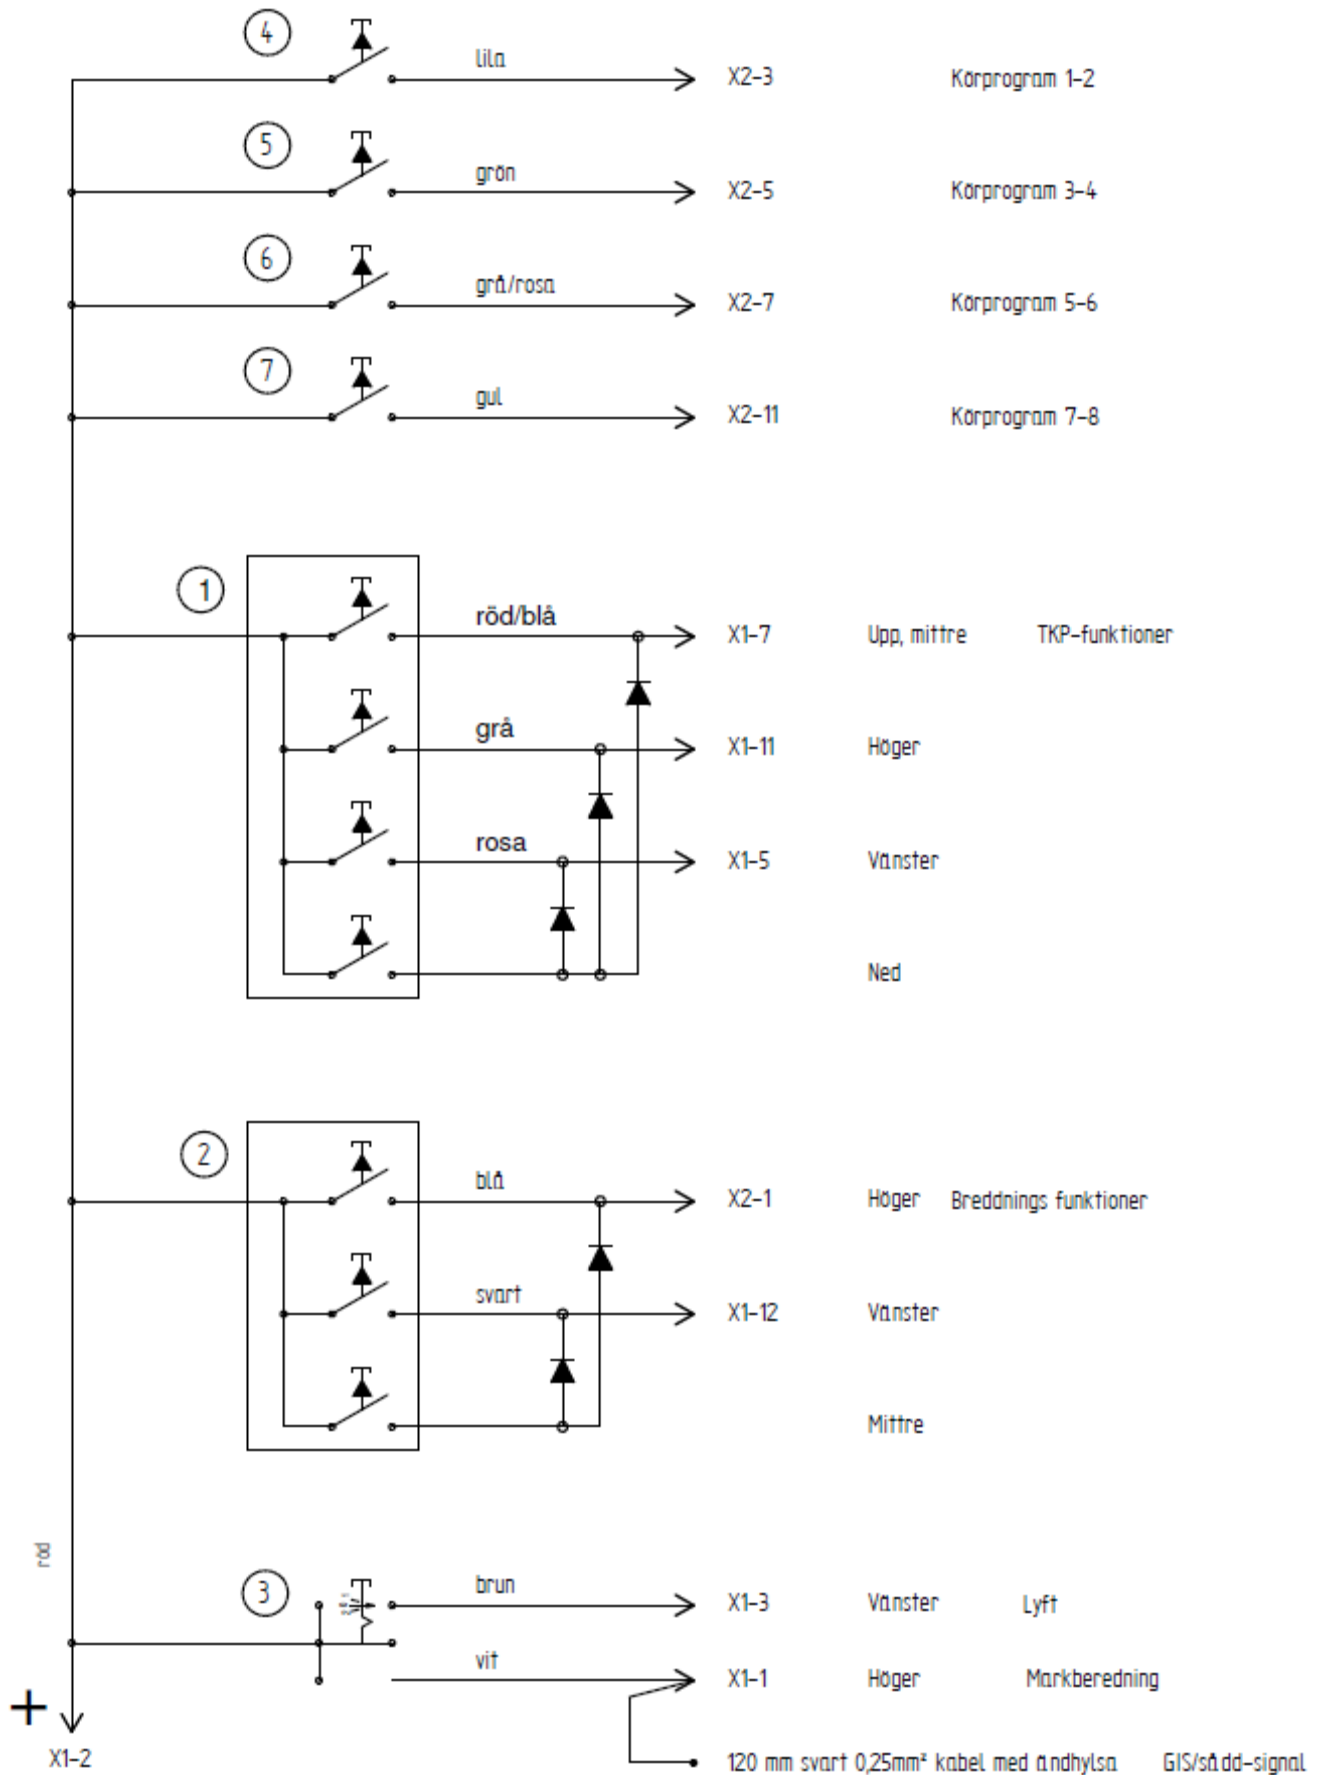 4
lila X2-3 Körprogram 1-2
5
grön X2-5 Körprogram 3-4
6
grå/rosa X2-7 Körprogram 5-6
7
gul X2-11 Körprogram 7-8
1
röd/blå X1-7 Upp, mittre TKP-funktioner
grå X1-11 Höger
rosa X1-5 Vänster
Ned
2
blå X2-1 Höger Breddnings funktioner
svart X1-12 Vänster
Mittre
röd
3
brun X1-3 Vänster Lyft
vit X1-1 Höger Markberedning
+
X1-2
120 mm svart 0,25mm² kabel med ändhylsa GIS/sådd-signal